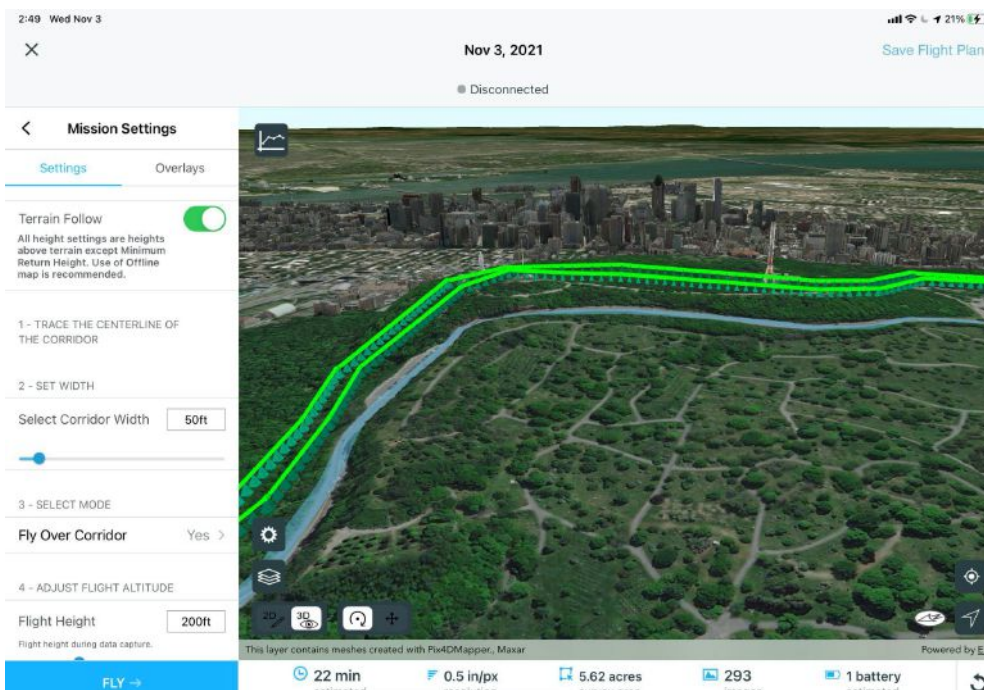 2:49 Wed Nov 3
21%
Nov 3, 2021
Save Flight Plan
Disconnected
Mission Settings
Settings
Overlays
Terrain Follow
All height settings are heights
above terrain except Minimum
Return Height. Use of Offline
map is recommended.
1 - TRACE THE CENTERLINE OF
THE CORRIDOR
2 - SET WIDTH
Select Corridor Width
50ft
3 - SELECT MODE
Fly Over Corridor
Yes
4 - ADJUST FLIGHT ALTITUDE
Flight Height
200ft
Flight height during data capture.
FLY →
2D
3D
This layer contains meshes created with Pix4DMapper., Maxar
Powered by E
22 min
0.5 in/px
5.62 acres
293
1 battery